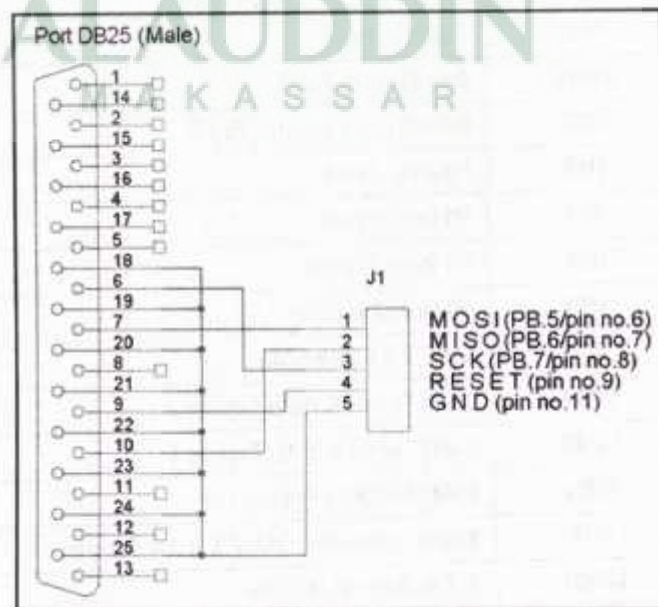 ALAUDDIN
MAKASSAR
Port DB25 (Male)
1
14
2
15
3
16
4
17
5
18
6
19
7
20
8
21
9
22
10
23
11
24
12
25
13
J1
1 MOSI (PB.5/pin no.6)
2 MISO (PB.6/pin no.7)
3 SCK (PB.7/pin no.8)
4 RESET (pin no.9)
5 GND (pin no.11)